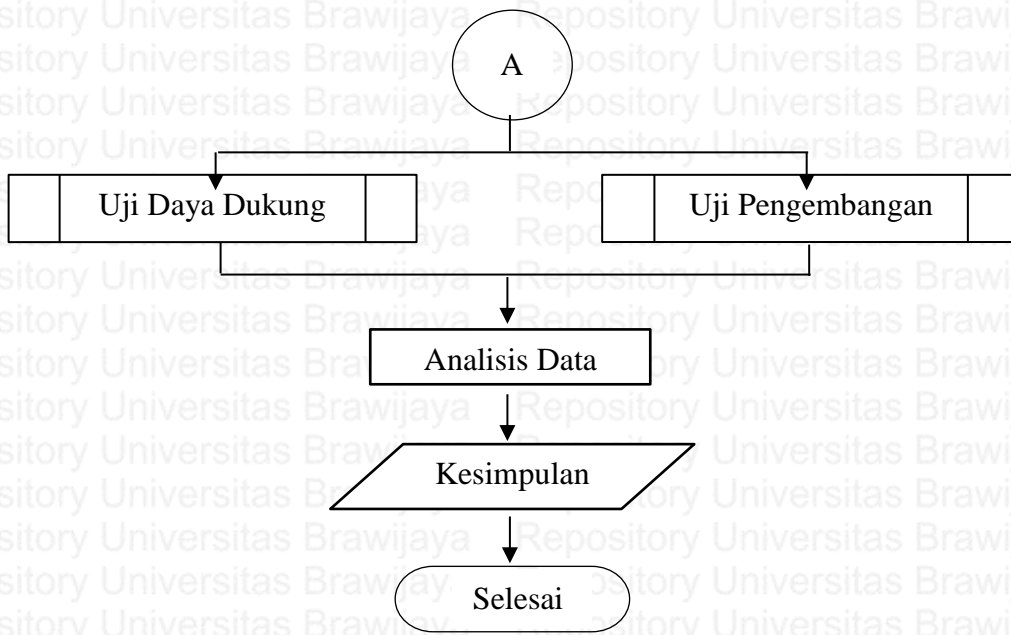 A
Uji Daya Dukung
Uji Pengembangan
Analisis Data
Kesimpulan
Selesai